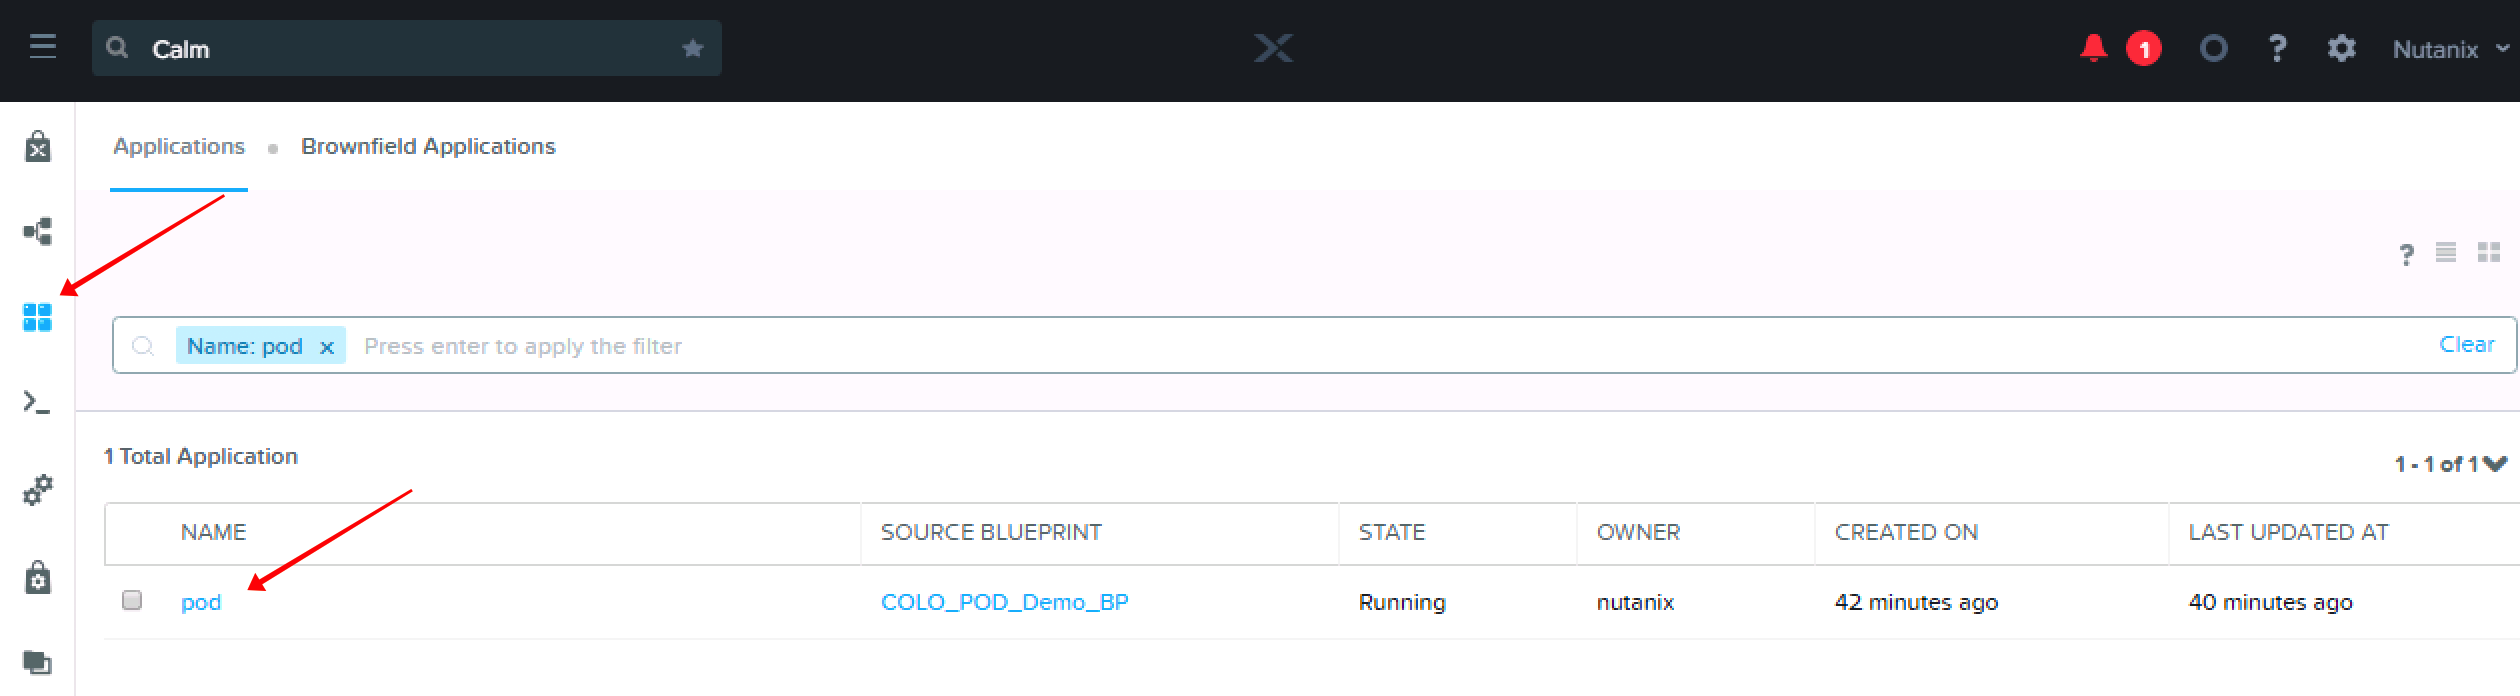 Calm
1
?
Nutanix
Applications
Brownfield Applications
?
Name: pod x
Press enter to apply the filter
Clear
1 Total Application
1 - 1 of 1
NAME SOURCE BLUEPRINT STATE OWNER CREATED ON LAST UPDATED AT
pod COLO_POD_Demo_BP Running nutanix 42 minutes ago 40 minutes ago